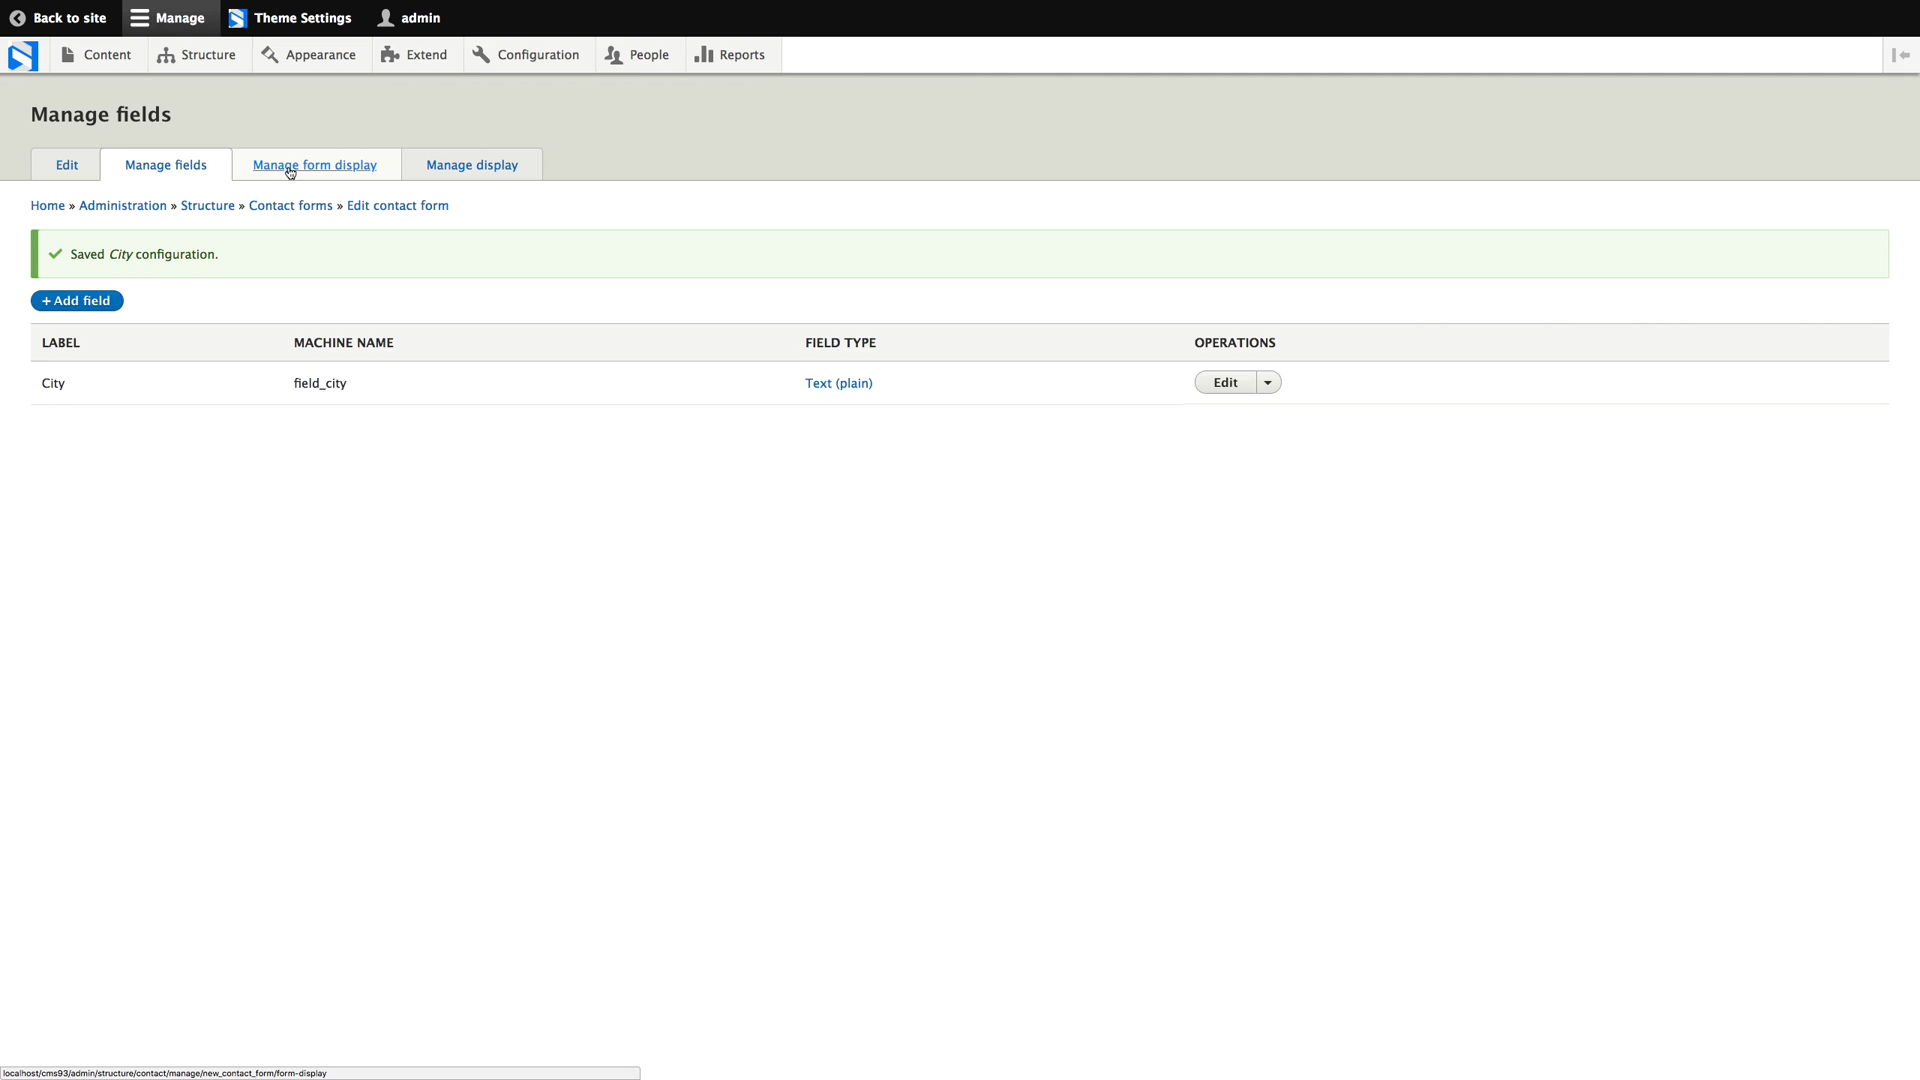 Back to site Manage Theme Settings admin
Content Structure Appearance Extend Configuration People Reports
Manage fields
Edit Manage fields Manage form display Manage display
Home » Administration » Structure » Contact forms » Edit contact form
Saved City configuration.
+ Add field
LABEL MACHINE NAME FIELD TYPE OPERATIONS
City field_city Text (plain) Edit
localhost/cms93/admin/structure/contact/manage/new_contact_form/form-display